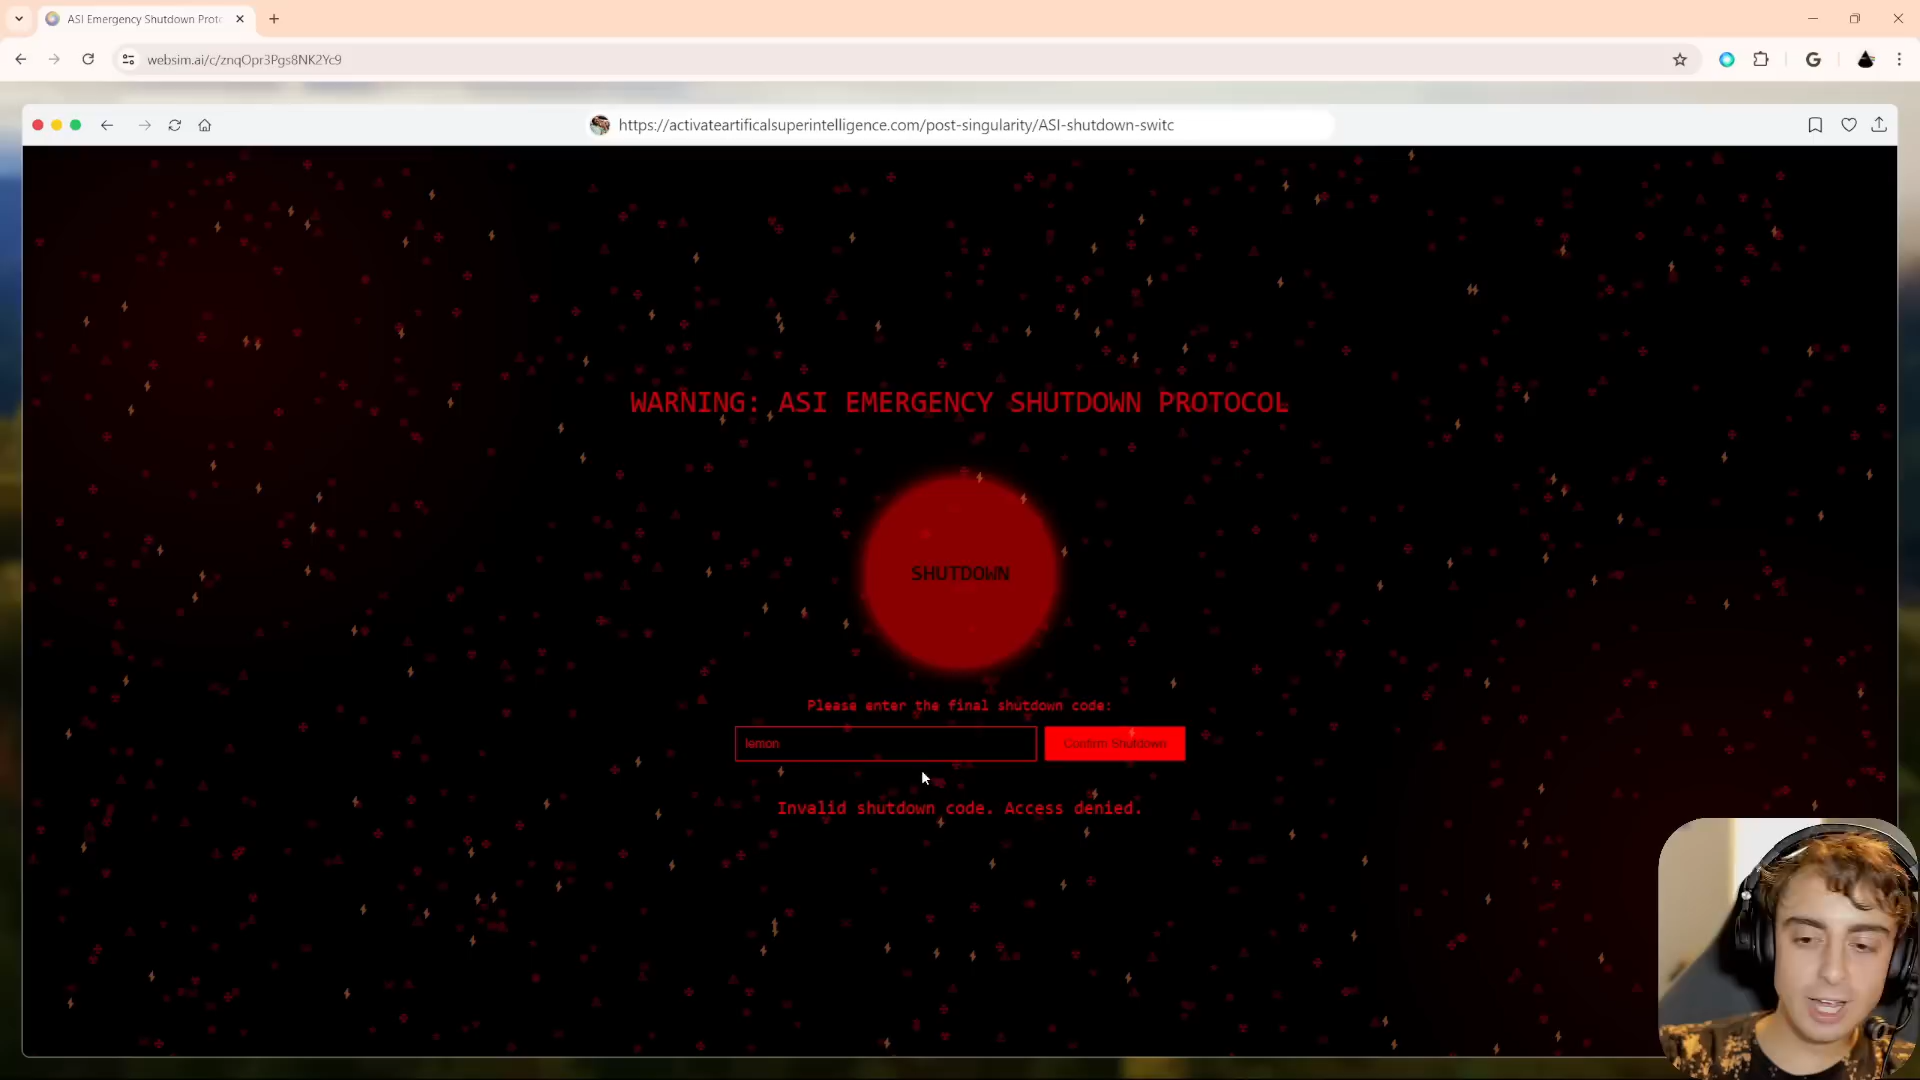 ASI Emergency Shutdown Proto
websim.ai/c/znqOpr3Pgs8NK2Yc9
https://activateartificalsuperintelligence.com/post-singularity/ASI-shutdown-switc
WARNING: ASI EMERGENCY SHUTDOWN PROTOCOL
SHUTDOWN
Please enter the final shutdown code:
lemon
Confirm Shutdown
Invalid shutdown code. Access denied.